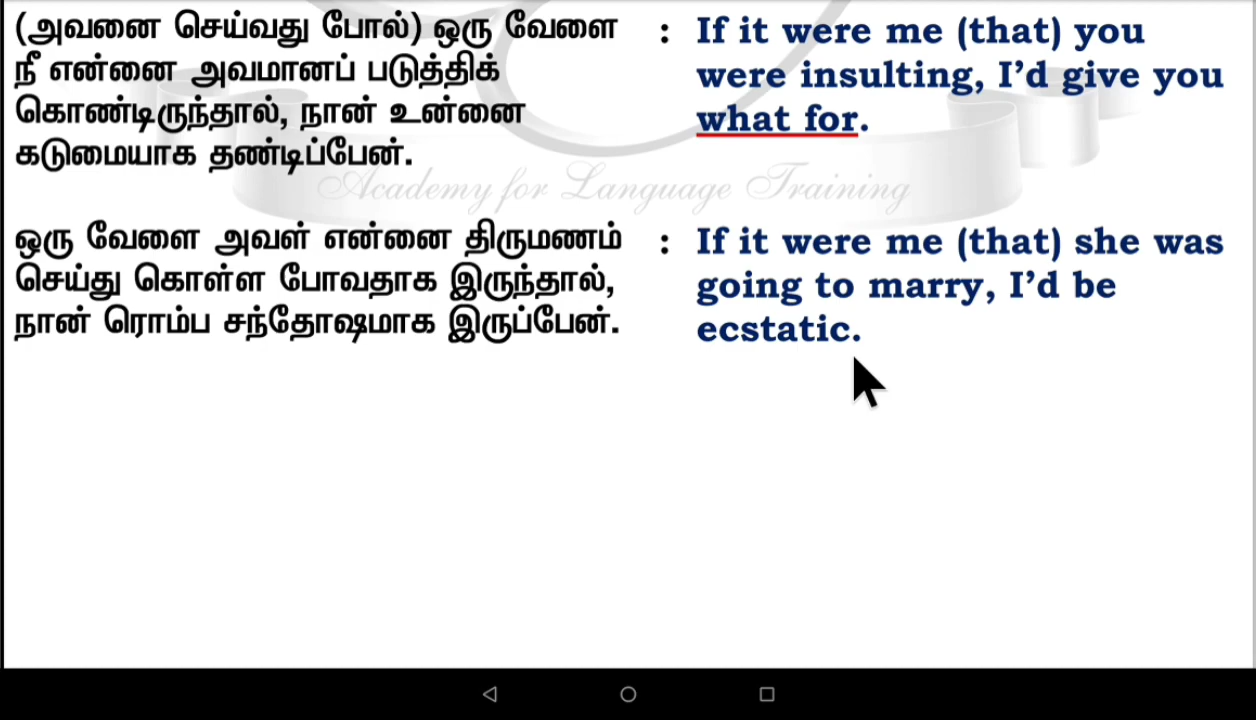 (அவனை செய்வது போல்) ஒரு வேளை
நீ என்னை அவமானப் படுத்திக்
கொண்டிருந்தால், நான் உன்னை
கடுமையாக தண்டிப்பேன்.
: If it were me (that) you
were insulting, I’d give you
what for.
Academy for Language Training
ஒரு வேளை அவள் என்னை திருமணம்
செய்து கொள்ள போவதாக இருந்தால்,
நான் ரொம்ப சந்தோஷமாக இருப்பேன்.
: If it were me (that) she was
going to marry, I’d be
ecstatic.